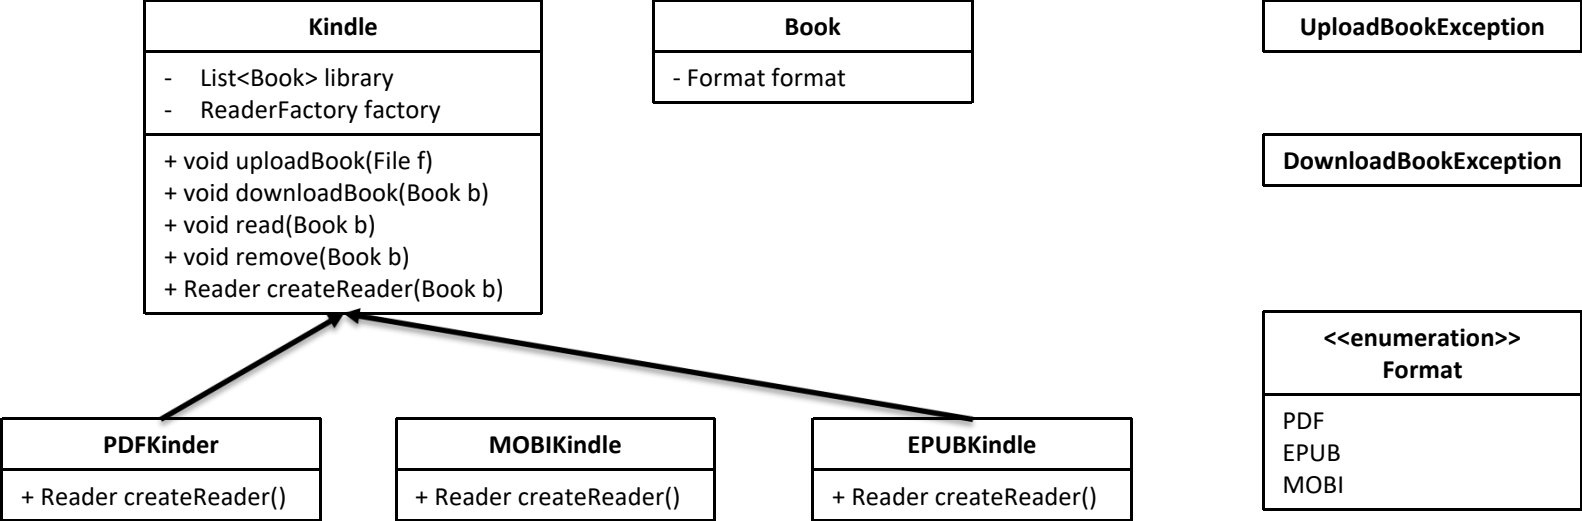 Kindle
- List<Book> library
- ReaderFactory factory
+ void uploadBook(File f)
+ void downloadBook(Book b)
+ void read(Book b)
+ void remove(Book b)
+ Reader createReader(Book b)
Book
- Format format
UploadBookException
DownloadBookException
<<enumeration>>
Format
PDF
EPUB
MOBI
PDFKinder
+ Reader createReader()
MOBIKindle
+ Reader createReader()
EPUBKindle
+ Reader createReader()